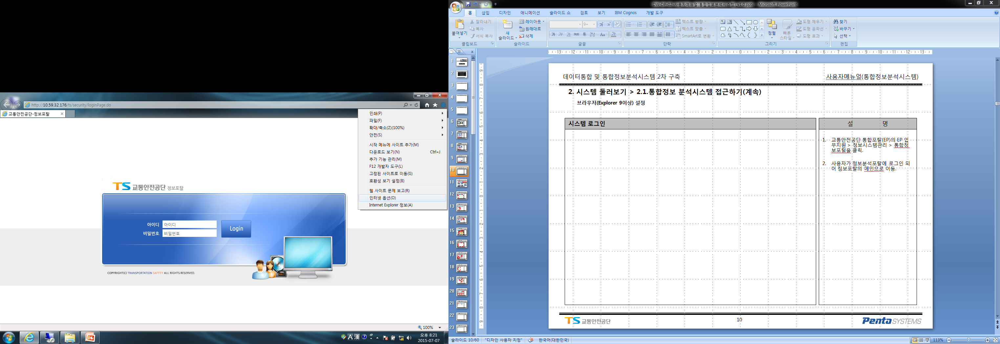 http://10.59.32.176/ts/security/loginPage.do
교통안전공단-정보포탈
인쇄(P)
파일(F)
확대/축소(Z)(100%)
안전(S)
시작 메뉴에 사이트 추가(M)
다운로드 보기(N) Ctrl+J
추가 기능 관리(M)
F12 개발자 도구(L)
고정된 사이트로 이동(G)
호환성 보기 설정(B)
웹 사이트 문제 보고(R)
인터넷 옵션(O)
Internet Explorer 정보(A)
TS 교통안전공단 정보포탈
아이디 아이디
비밀번호 비밀번호
Login
COPYRIGHT(C) TRANSPORTATION SAFETY ALL RIGHTS RESERVED.
100%
A 漢
오후 8:21
2015-07-07
DW-DP-02-사용자메뉴얼(통합정보분석시스템)_v1.0.pptx - Microsoft PowerPoint
홈 삽입 디자인 애니메이션 슬라이드 쇼 검토 보기 IBM Cognos 개발 도구
붙여넣기
잘라내기
복사
서식 복사
클립보드
새
슬라이드
레이아웃
원래대로
삭제
슬라이드
9+
글꼴
텍스트 방향
텍스트 맞춤
SmartArt로 변환
단락
정렬
빠른
스타일
도형 채우기
도형 윤곽선
도형 효과
그리기
찾기
바꾸기
선택
편집
1
2
3
4
5
6
7
8
9
10
11
12
13
14
15
16
17
18
19
20
21
22
23
데이터통합 및 통합정보분석시스템 2차 구축
사용자메뉴얼(통합정보분석시스템)
2. 시스템 둘러보기 > 2.1.통합정보 분석시스템 접근하기(계속)
브라우저(Explorer 9이상) 설정
시스템 로그인
설 명
1. 교통안전공단 통합포탈(EP)의 EP 업
무지원 > 정보시스템관리 > 통합정
보포털을 클릭.
2. 사용자가 정보분석포탈에 로그인 되
어 정보포탈의 메인으로 이동.
TS 교통안전공단
10
Penta SYSTEMS
슬라이드 10/60 "디자인 사용자 지정" 한국어(대한민국)
113%